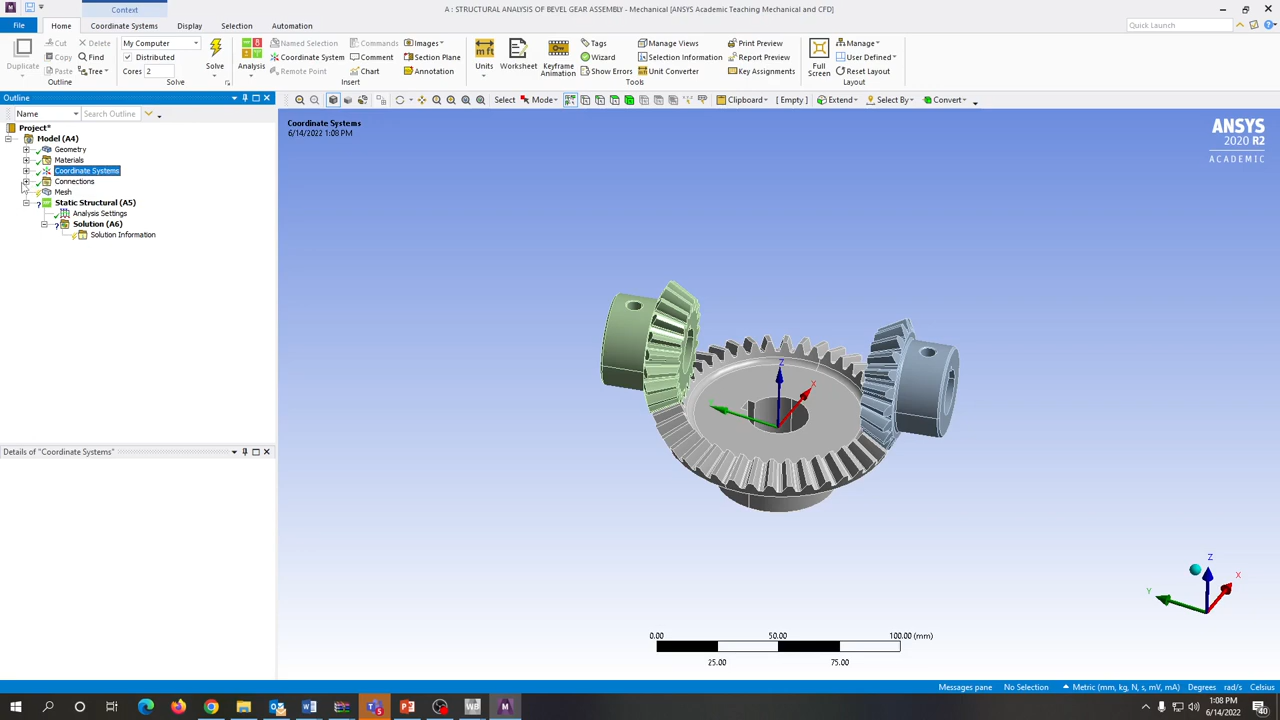 A : STRUCTURAL ANALYSIS OF BEVEL GEAR ASSEMBLY - Mechanical [ANSYS Academic Teaching Mechanical and CFD]
Context
File Home Coordinate Systems Display Selection Automation
Quick Launch
Duplicate
Cut Delete
Copy Find
Paste Tree
Outline
My Computer
Distributed
Cores 2
Solve
Solve
Analysis
Named Selection Commands Images
Coordinate System Comment Section Plane
Remote Point Chart Annotation
Insert
Units Worksheet Keyframe Animation
Tags Manage Views Print Preview
Wizard Selection Information Report Preview
Show Errors Unit Converter Key Assignments
Tools
Full Screen
Manage
User Defined
Reset Layout
Layout
Outline
Name Search Outline
Select Mode Clipboard [ Empty ] Extend Select By Convert
Project*
Model (A4)
Geometry
Materials
Coordinate Systems
Connections
Mesh
Static Structural (A5)
Analysis Settings
Solution (A6)
Solution Information
Details of "Coordinate Systems"
Coordinate Systems
6/14/2022 1:08 PM
ANSYS
2020 R2
ACADEMIC
Z
X
Z
X
Y
0.00 50.00 100.00 (mm)
25.00 75.00
Messages pane No Selection Metric (mm, kg, N, s, mV, mA) Degrees rad/s Celsius
1:08 PM
6/14/2022
40